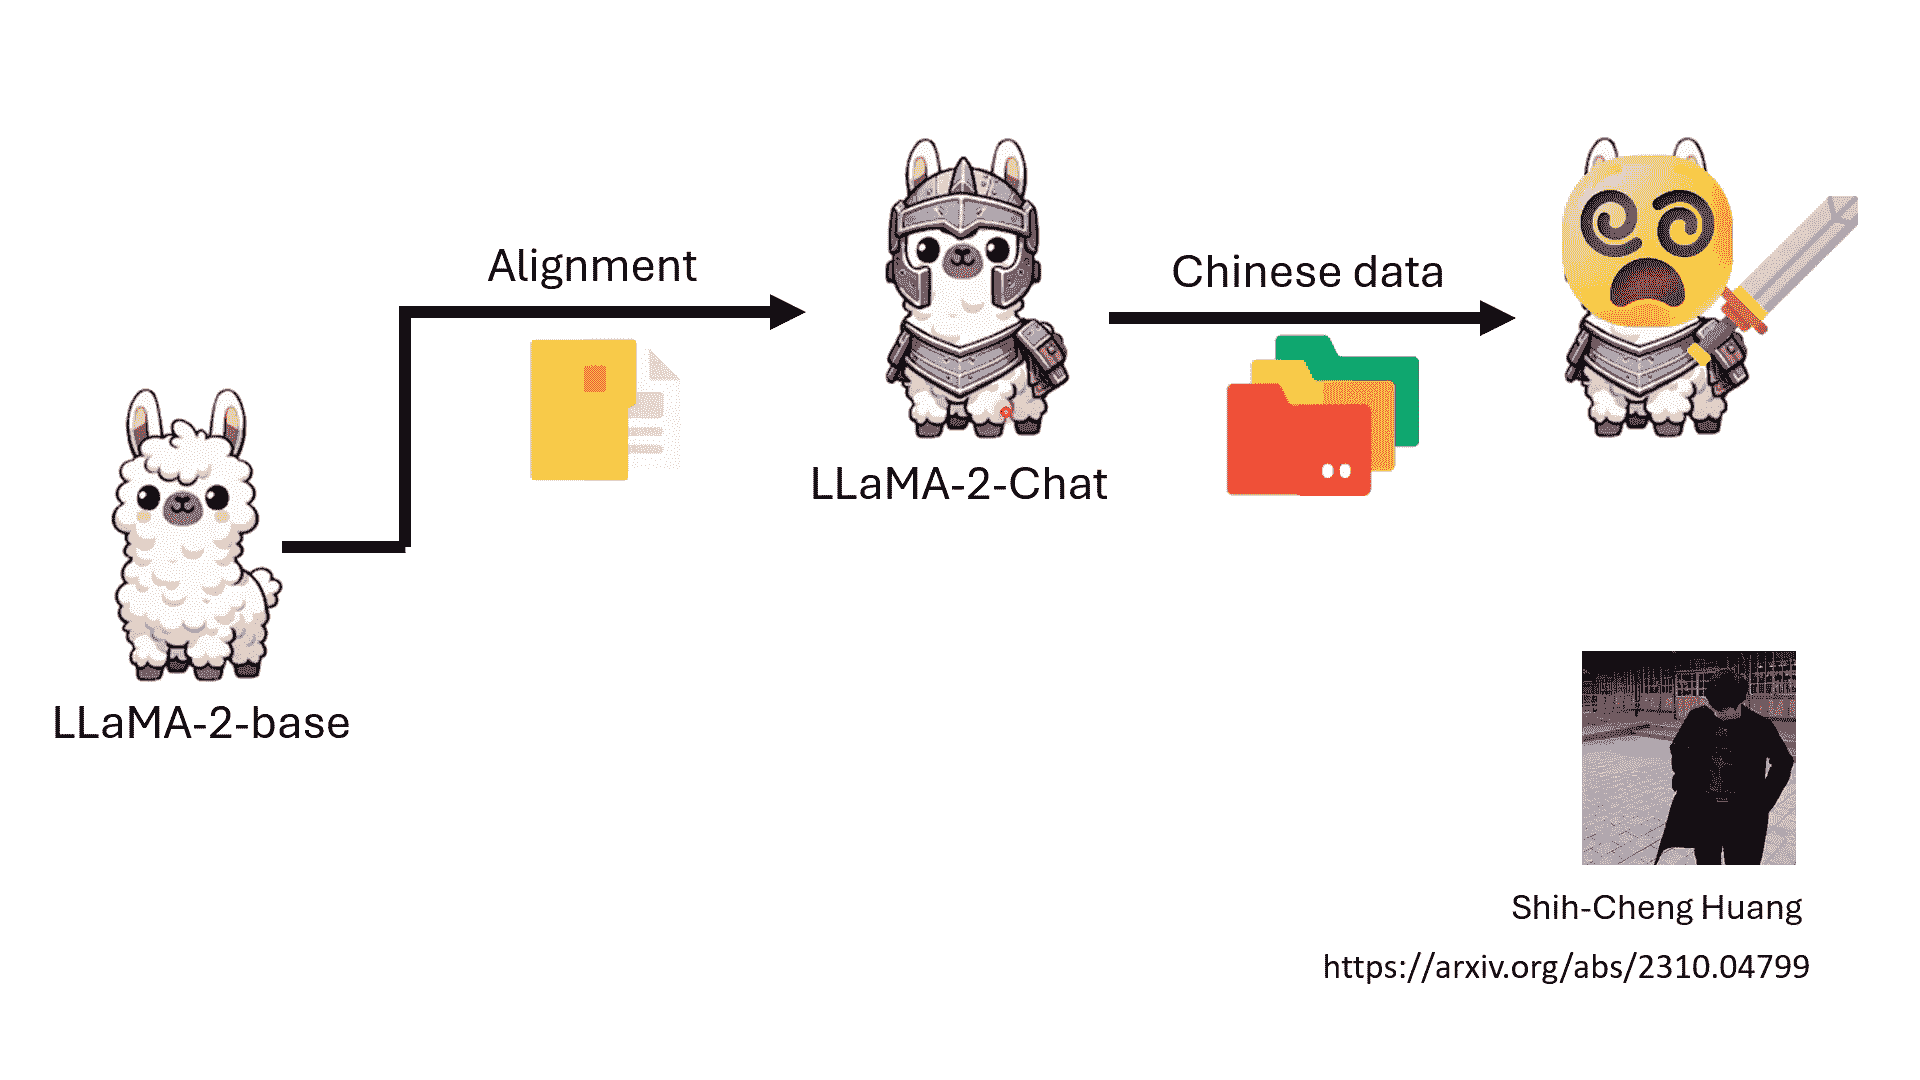 Alignment
Chinese data
LLaMA-2-Chat
LLaMA-2-base
Shih-Cheng Huang
https://arxiv.org/abs/2310.04799